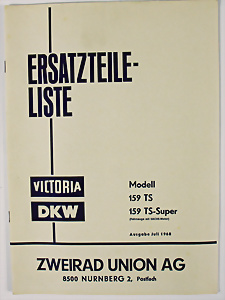 ERSATZTEILE-
LISTE
VICTORIA
DKW
Modell
159 TS
159 TS-Super
Ausgabe Juli 1968
ZWEIRAD UNION AG
8500 NURNBERG 2, Postfach